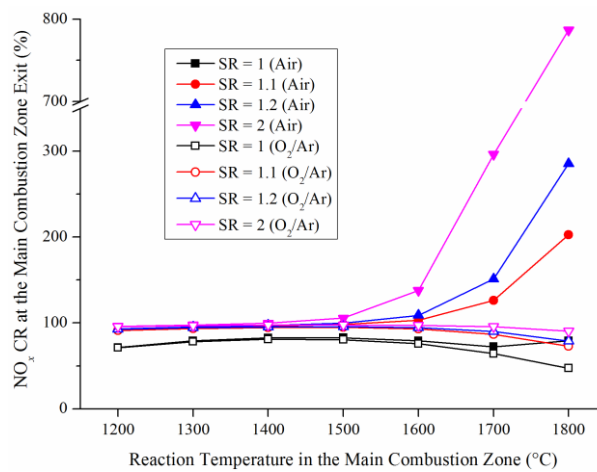 800
700
300
200
100
0
NOₓ CR at the Main Combustion Zone Exit (%)
SR = 1 (Air)
SR = 1.1 (Air)
SR = 1.2 (Air)
SR = 2 (Air)
SR = 1 (O₂/Ar)
SR = 1.1 (O₂/Ar)
SR = 1.2 (O₂/Ar)
SR = 2 (O₂/Ar)
1200 1300 1400 1500 1600 1700 1800
Reaction Temperature in the Main Combustion Zone (°C)